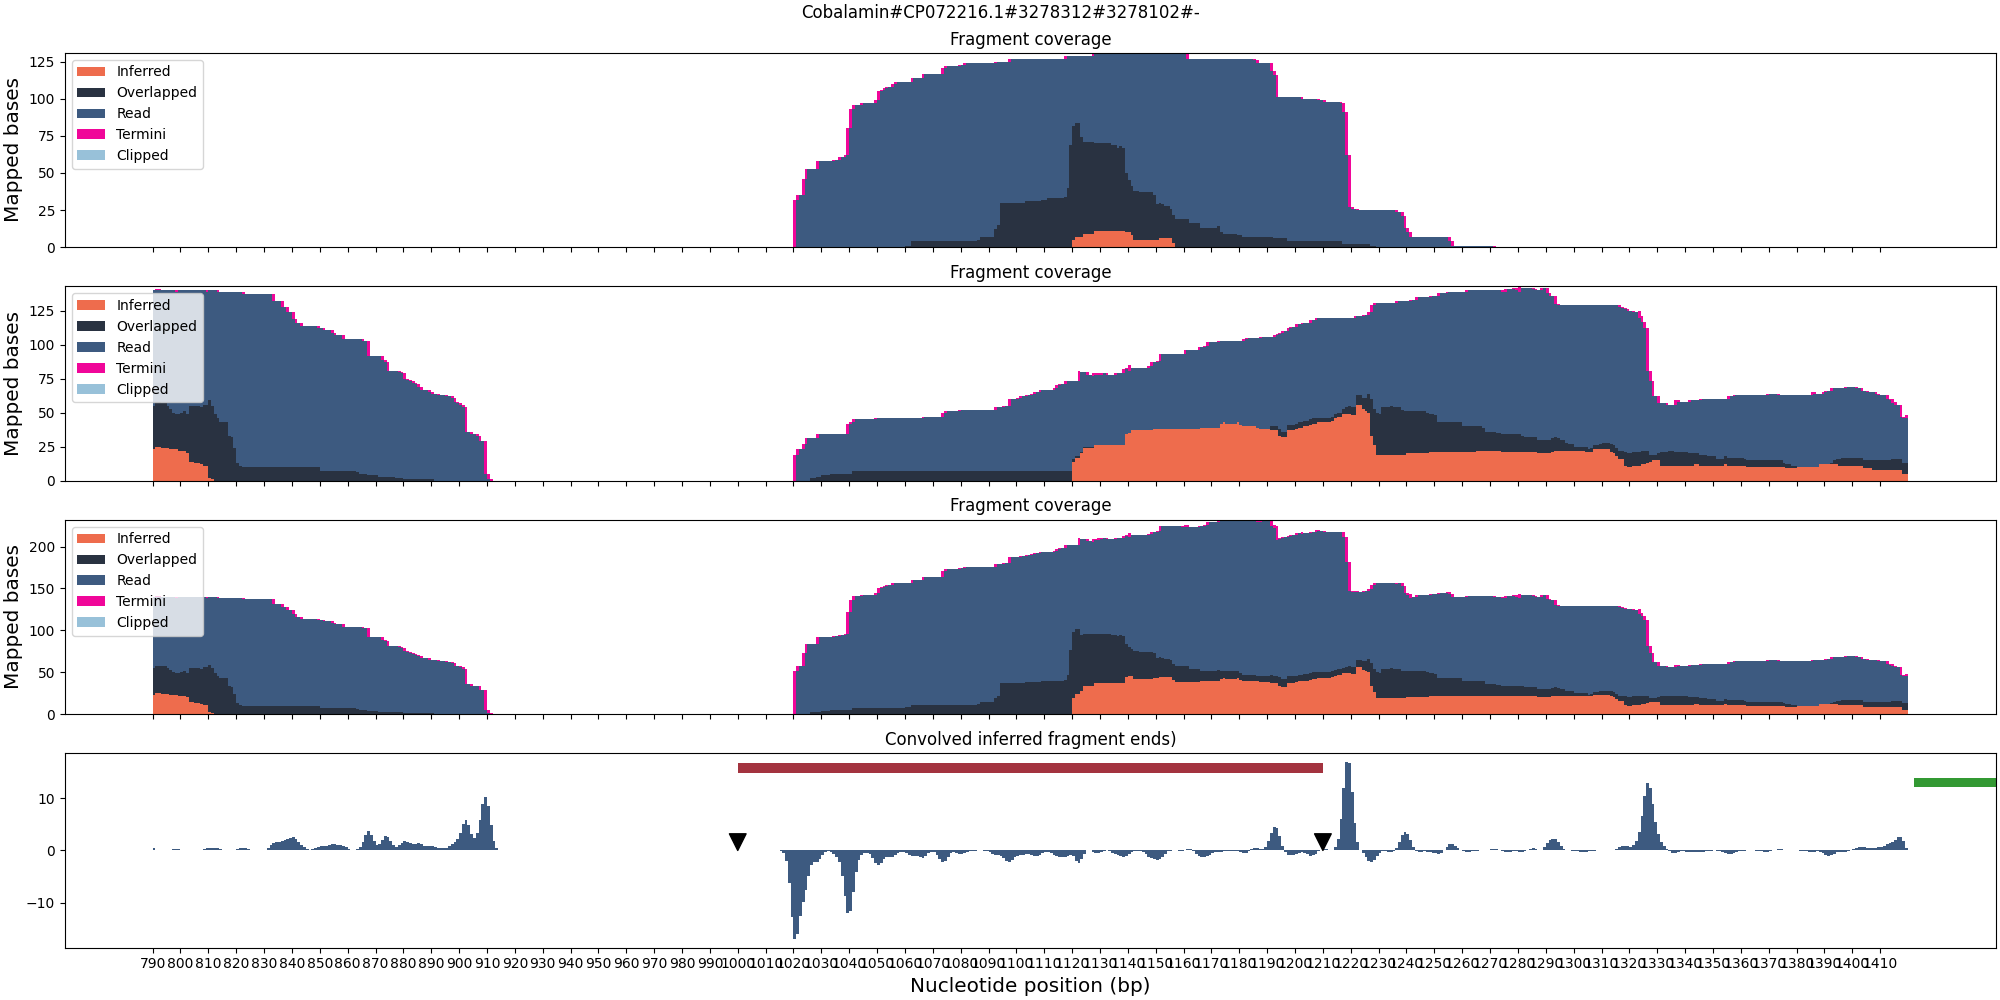 Cobalamin#CP072216.1#3278312#3278102#-
Fragment coverage
Mapped bases
125
100
75
50
25
0
Inferred
Overlapped
Read
Termini
Clipped
Fragment coverage
Mapped bases
125
100
75
50
25
0
Inferred
Overlapped
Read
Termini
Clipped
Fragment coverage
Mapped bases
200
150
100
50
0
Inferred
Overlapped
Read
Termini
Clipped
Convolved inferred fragment ends)
10
0
−10
790 800 810 820 830 840 850 860 870 880 890 900 910 920 930 940 950 960 970 980 990 1000 1010 1020 1030 1040 1050 1060 1070 1080 1090 1100 1110 1120 1130 1140 1150 1160 1170 1180 1190 1200 1210 1220 1230 1240 1250 1260 1270 1280 1290 1300 1310 1320 1330 1340 1350 1360 1370 1380 1390 1400 1410
Nucleotide position (bp)